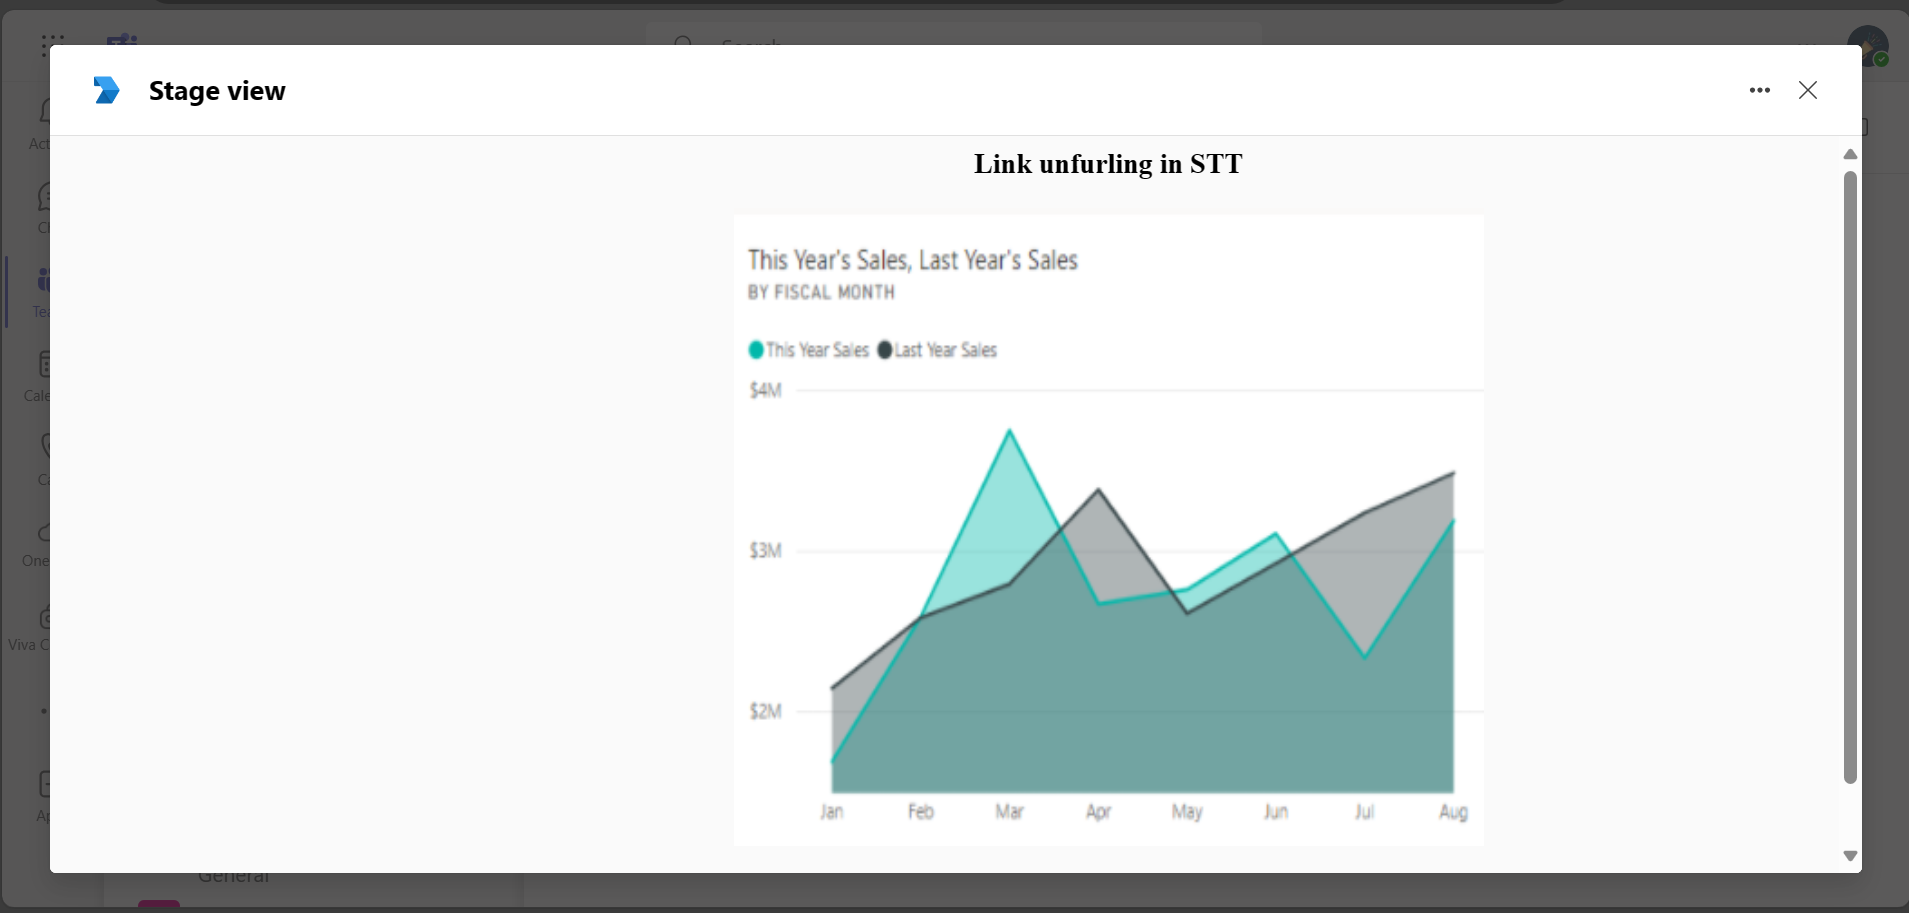 Stage view
Link unfurling in STT
This Year's Sales, Last Year's Sales
BY FISCAL MONTH
This Year Sales Last Year Sales
$4M
$3M
$2M
Jan Feb Mar Apr May Jun Jul Aug
General